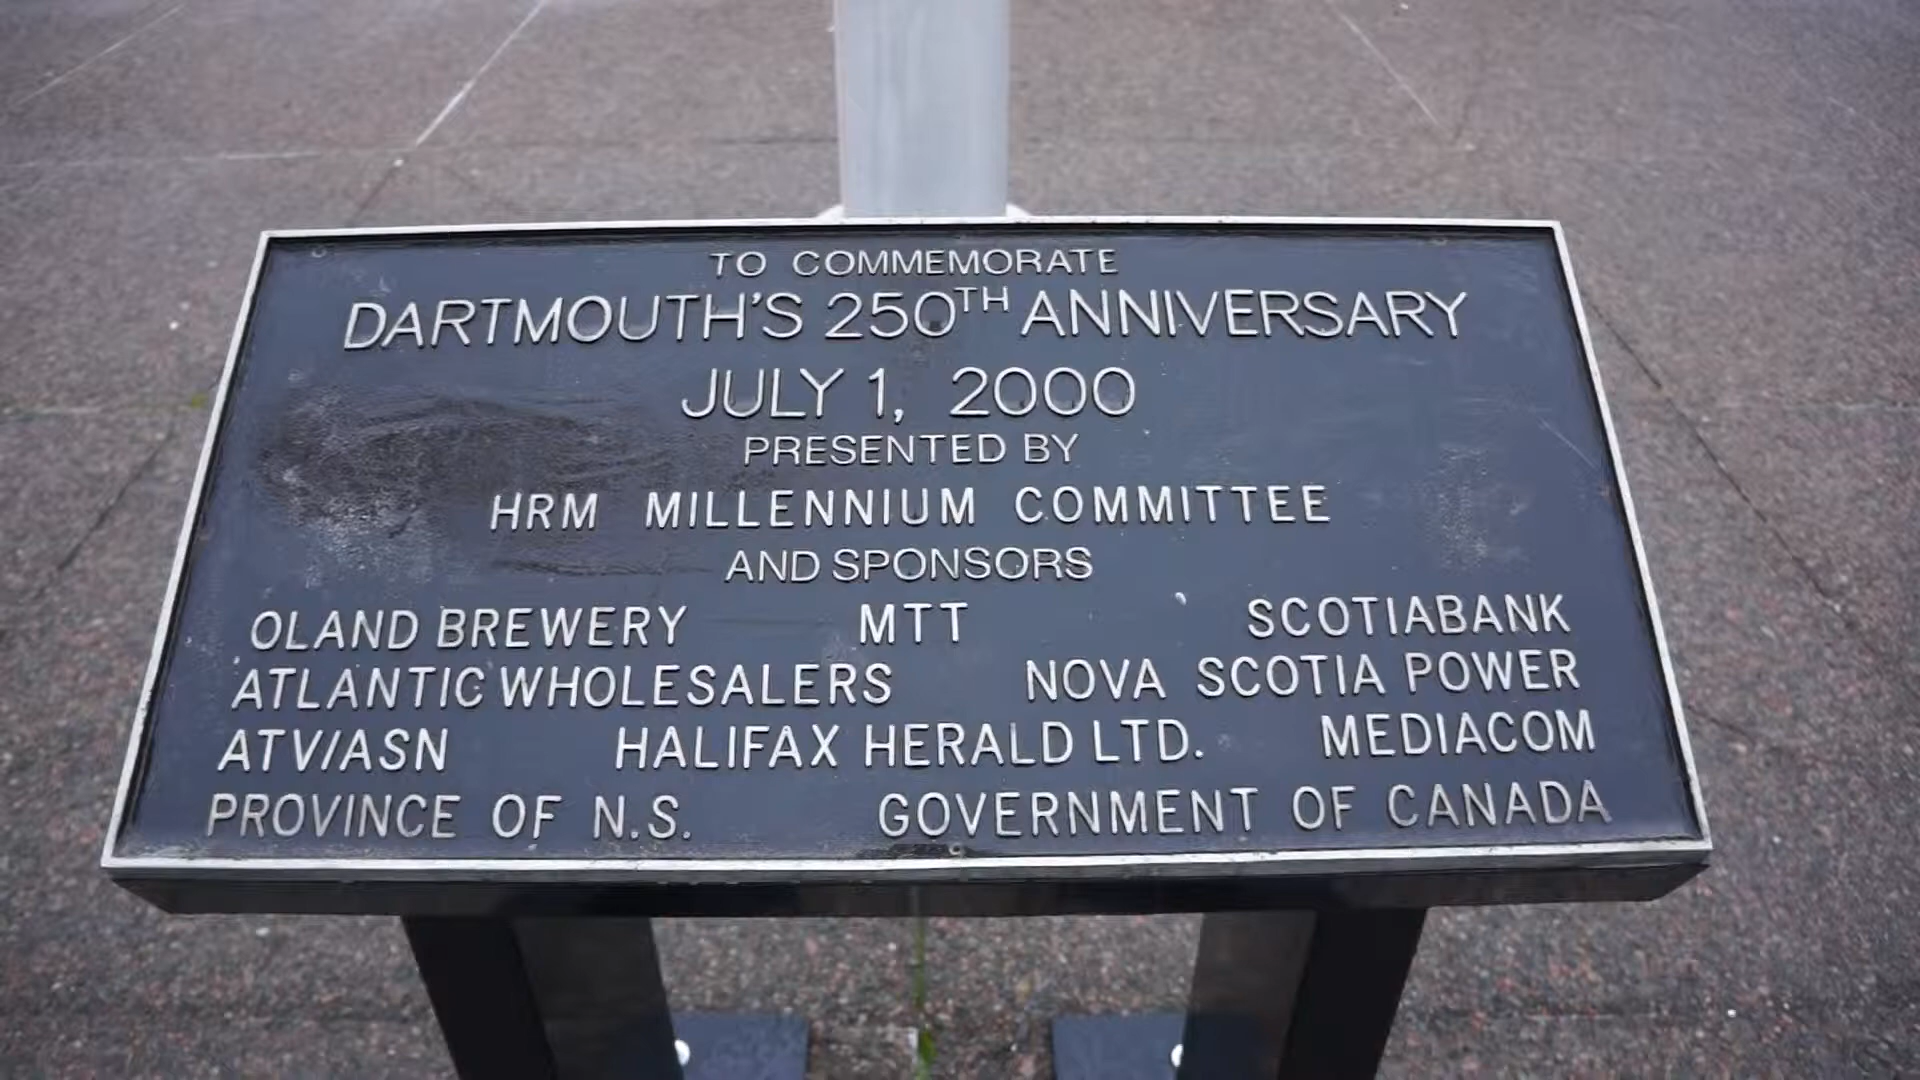 TO COMMEMORATE
DARTMOUTH'S 250TH ANNIVERSARY
JULY 1, 2000
PRESENTED BY
HRM MILLENNIUM COMMITTEE
AND SPONSORS
OLAND BREWERY MTT SCOTIABANK
ATLANTIC WHOLESALERS NOVA SCOTIA POWER
ATV/ASN HALIFAX HERALD LTD. MEDIACOM
PROVINCE OF N.S. GOVERNMENT OF CANADA